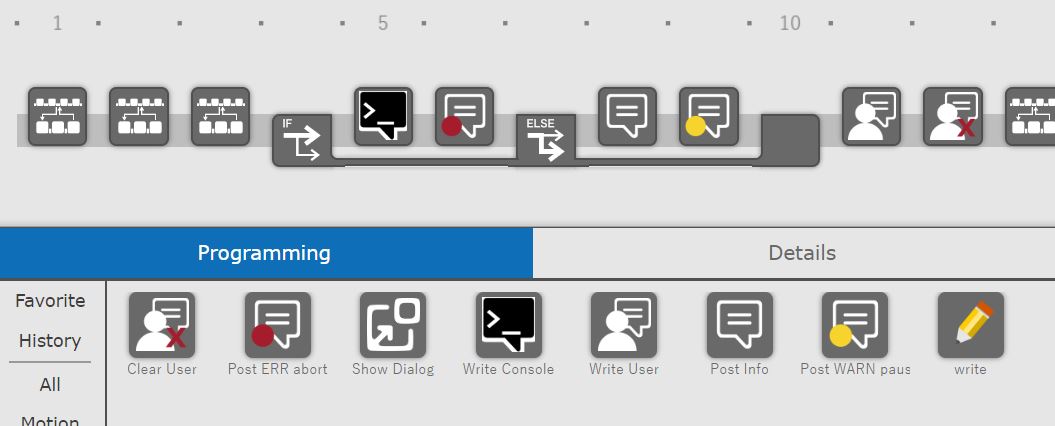 1 5 10
IF ELSE
Programming Details
Favorite
History
All
Motion
Clear User Post ERR abort Show Dialog Write Console Write User Post Info Post WARN paus write